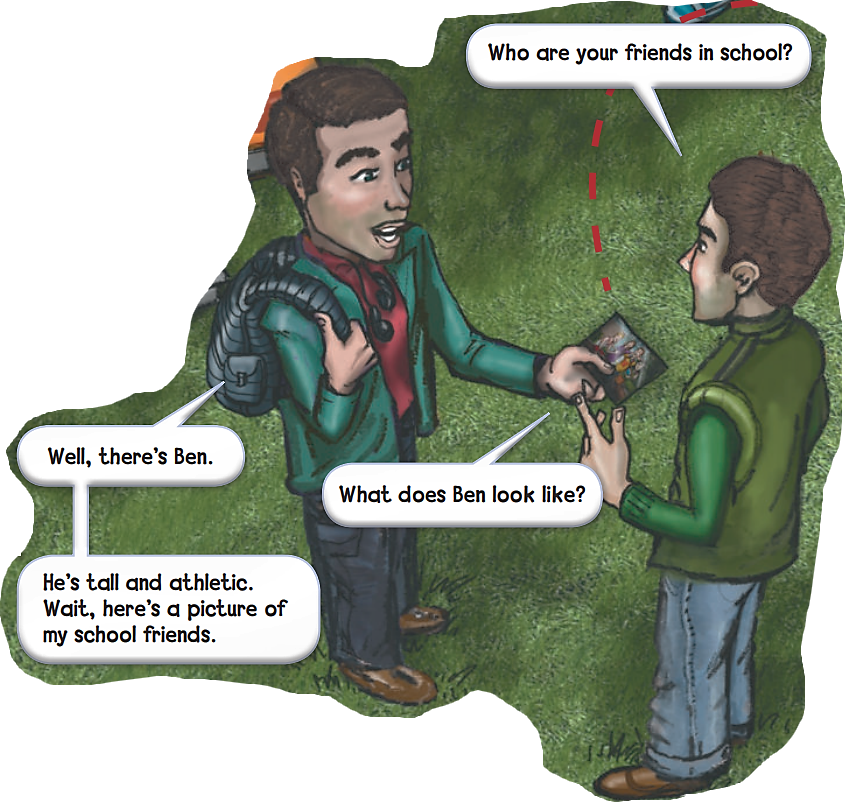 Who are your friends in school?
Well, there's Ben.
What does Ben look like?
He's tall and athletic.
Wait, here's a picture of
my school friends.